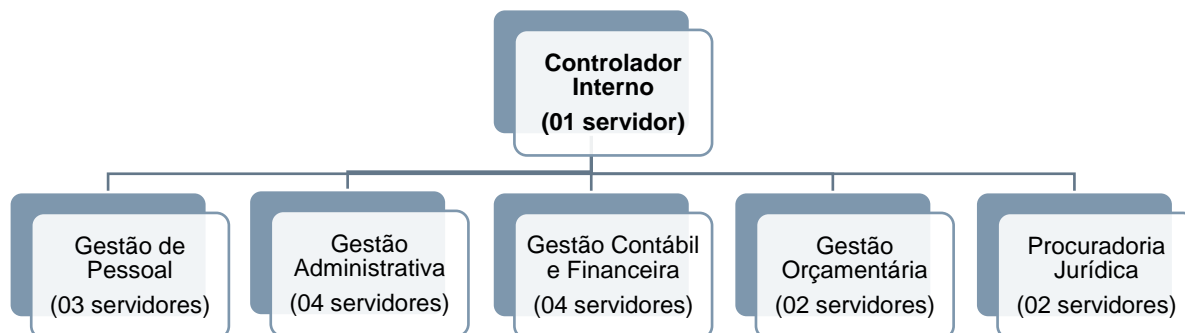 Controlador
Interno
(01 servidor)
Gestão de
Pessoal
(03 servidores)
Gestão
Administrativa
(04 servidores)
Gestão Contábil
e Financeira
(04 servidores)
Gestão
Orçamentária
(02 servidores)
Procuradoria
Jurídica
(02 servidores)